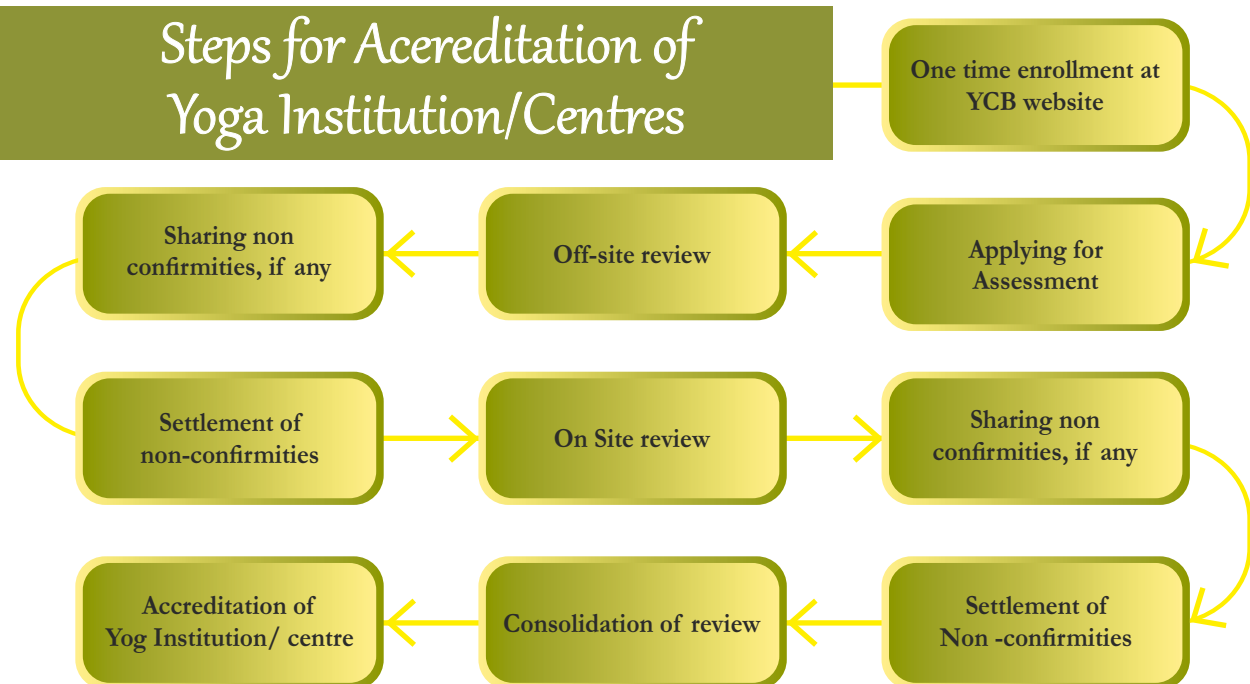 Steps for Acereditation of
Yoga Institution/Centres
One time enrollment at
YCB website
Applying for
Assessment
Off-site review
Sharing non
confirmities, if any
Settlement of
non-confirmities
On Site review
Sharing non
confirmities, if any
Settlement of
Non -confirmities
Consolidation of review
Accreditation of
Yog Institution/ centre